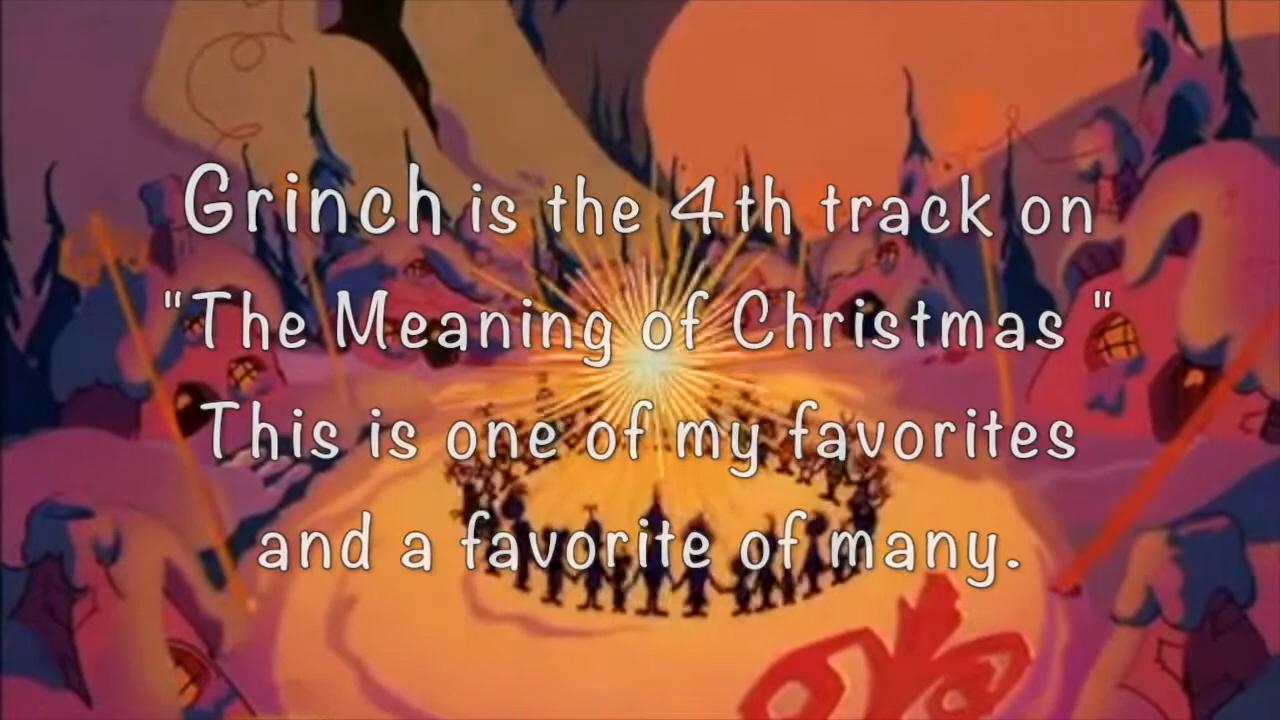 Grinch is the 4th track on
"The Meaning of Christmas "
This is one of my favorites
and a favorite of many.